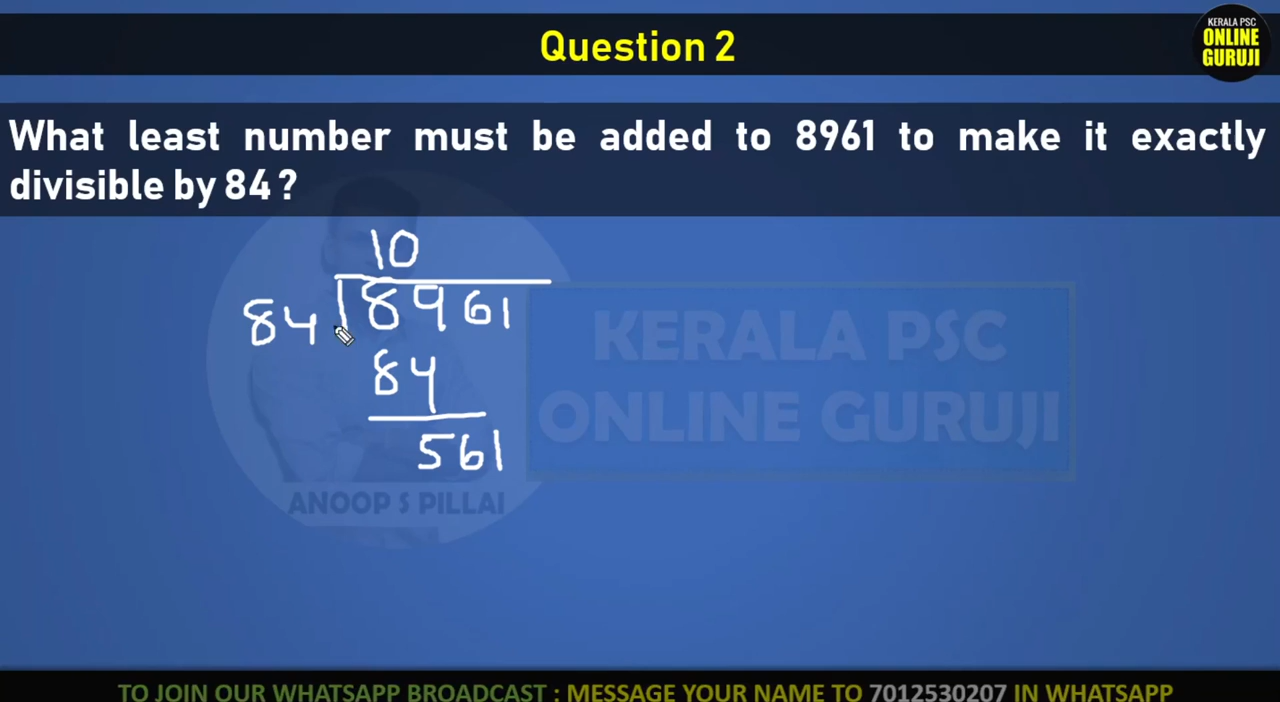 KERALA PSC
ONLINE
GURUJI
Question 2
What least number must be added to 8961 to make it exactly
divisible by 84 ?
10
84 8961
84
561
KERALA PSC
ONLINE GURUJI
ANOOP S PILLAI
TO JOIN OUR WHATSAPP BROADCAST : MESSAGE YOUR NAME TO 7012530207 IN WHATSAPP